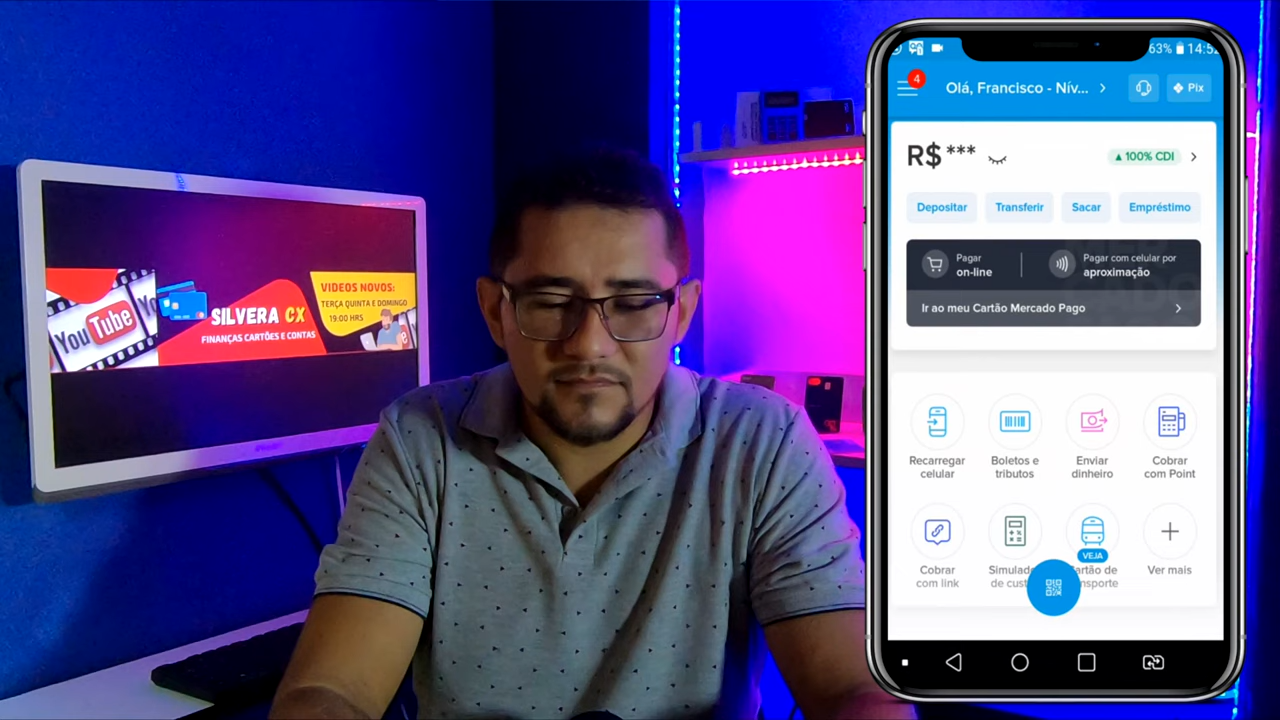 YouTube
SILVERA CX
FINANÇAS CARTÕES E CONTAS
VIDEOS NOVOS:
TERÇA QUINTA E DOMINGO
19:00 HRS
63% 14:52
4
Olá, Francisco - Nív...
Pix
R$ ***
100% CDI
Depositar
Transferir
Sacar
Empréstimo
Pagar
on-line
Pagar com celular por
aproximação
Ir ao meu Cartão Mercado Pago
Recarregar
celular
Boletos e
tributos
Enviar
dinheiro
Cobrar
com Point
Cobrar
com link
de
VEJA
de
Ver mais